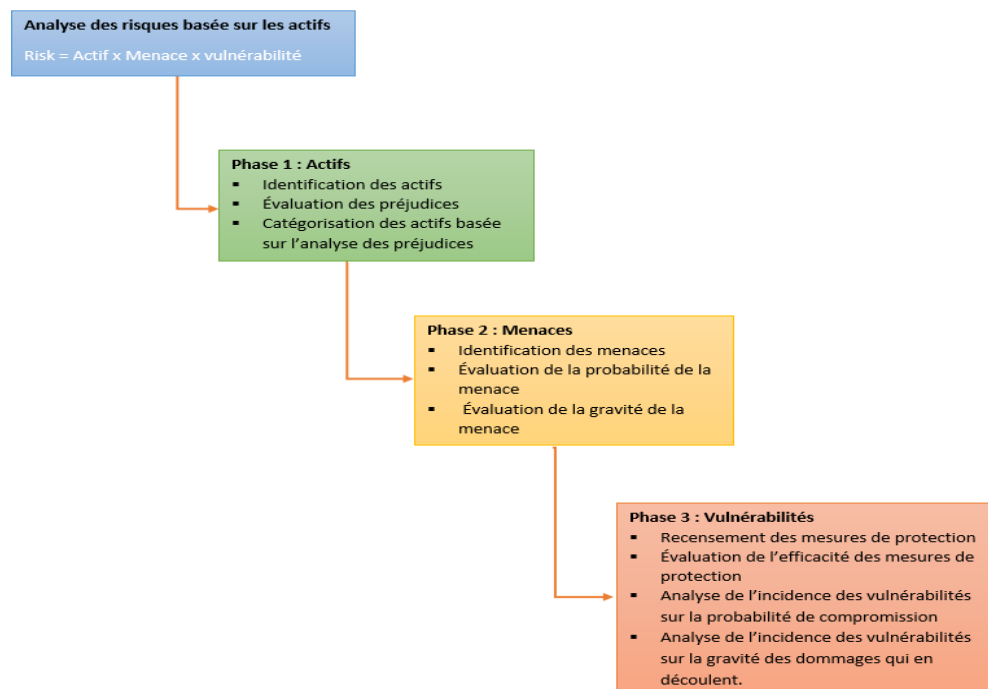 Analyse des risques basée sur les actifs
Risk = Actif x Menace x vulnérabilité
Phase 1 : Actifs
▪ Identification des actifs
▪ Évaluation des préjudices
▪ Catégorisation des actifs basée
sur l’analyse des préjudices
Phase 2 : Menaces
▪ Identification des menaces
▪ Évaluation de la probabilité de la
menace
▪ Évaluation de la gravité de la
menace
Phase 3 : Vulnérabilités
▪ Recensement des mesures de protection
▪ Évaluation de l’efficacité des mesures de
protection
▪ Analyse de l’incidence des vulnérabilités
sur la probabilité de compromission
▪ Analyse de l’incidence des vulnérabilités
sur la gravité des dommages qui en
découlent.